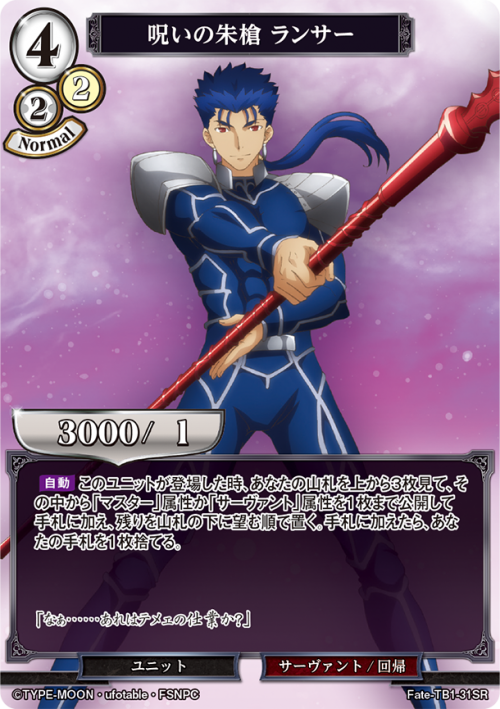 4
呪いの朱槍 ランサー
2
2
Normal
3000/ 1
自動 このユニットが登場した時、あなたの山札を上から3枚見て、そ
の中から「マスター」属性か「サーヴァント」属性を1枚まで公開して
手札に加え、残りを山札の下に望む順で置く。手札に加えたら、あな
たの手札を1枚捨てる。
「なぁ……あれはテメェの仕業か?」
ユニット
サーヴァント / 回帰
©TYPE-MOON・ufotable・FSNPC
Fate-TB1-31SR